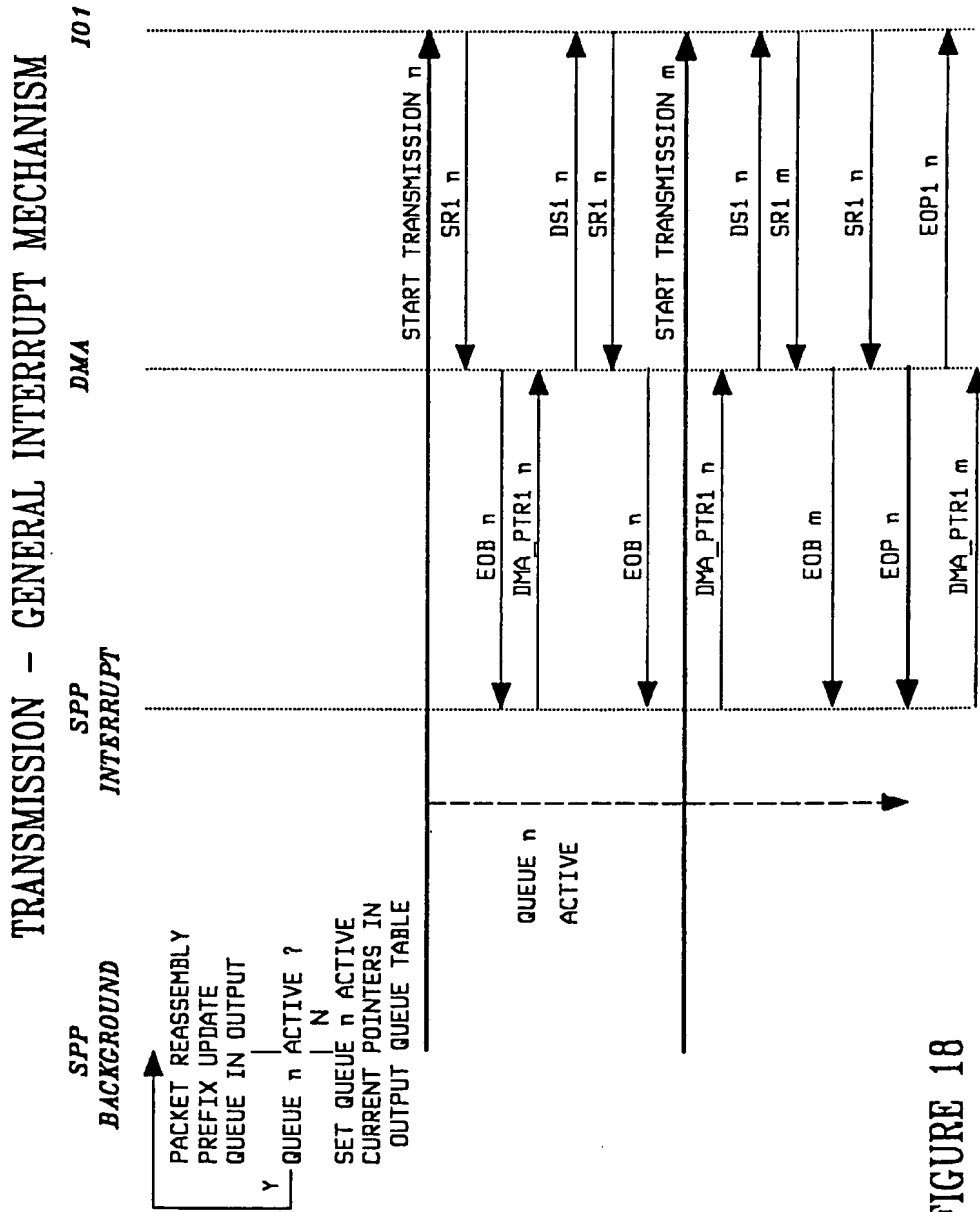 TRANSMISSION - GENERAL INTERRUPT MECHANISM
SPP
BACKGROUND
SPP
INTERRUPT
DMA
IO1
PACKET REASSEMBLY
PREFIX UPDATE
QUEUE IN OUTPUT
Y
QUEUE n ACTIVE ?
N
SET QUEUE n ACTIVE
CURRENT POINTERS IN
OUTPUT QUEUE TABLE
START TRANSMISSION n
SR1 n
EOB n
DMA_PTR1 n
DS1 n
SR1 n
QUEUE n
ACTIVE
EOB n
START TRANSMISSION m
DMA_PTR1 n
DS1 n
SR1 m
EOB m
SR1 n
EOP n
EOP1 n
DMA_PTR1 m
FIGURE 18